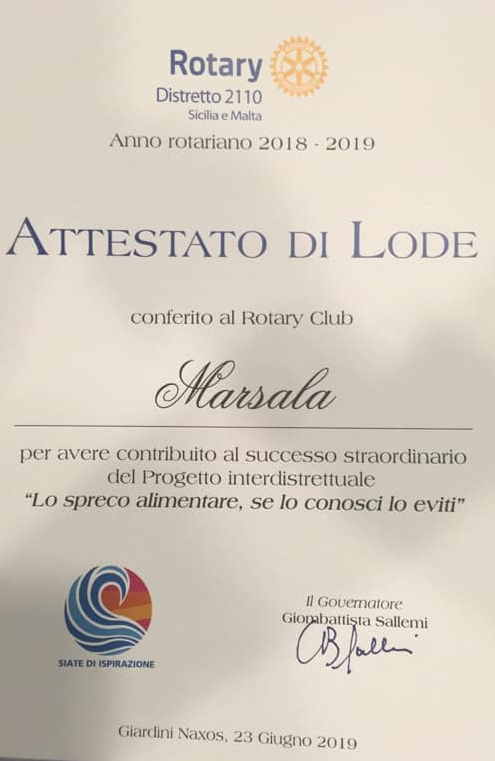 Rotary
Distretto 2110
Sicilia e Malta
Anno rotariano 2018 - 2019
ATTESTATO DI LODE
conferito al Rotary Club
Marsala
per avere contribuito al successo straordinario
del Progetto interdistrettuale
“Lo spreco alimentare, se lo conosci lo eviti”
SIATE DI ISPIRAZIONE
Il Governatore
Giombattista Sallemi
Giardini Naxos, 23 Giugno 2019